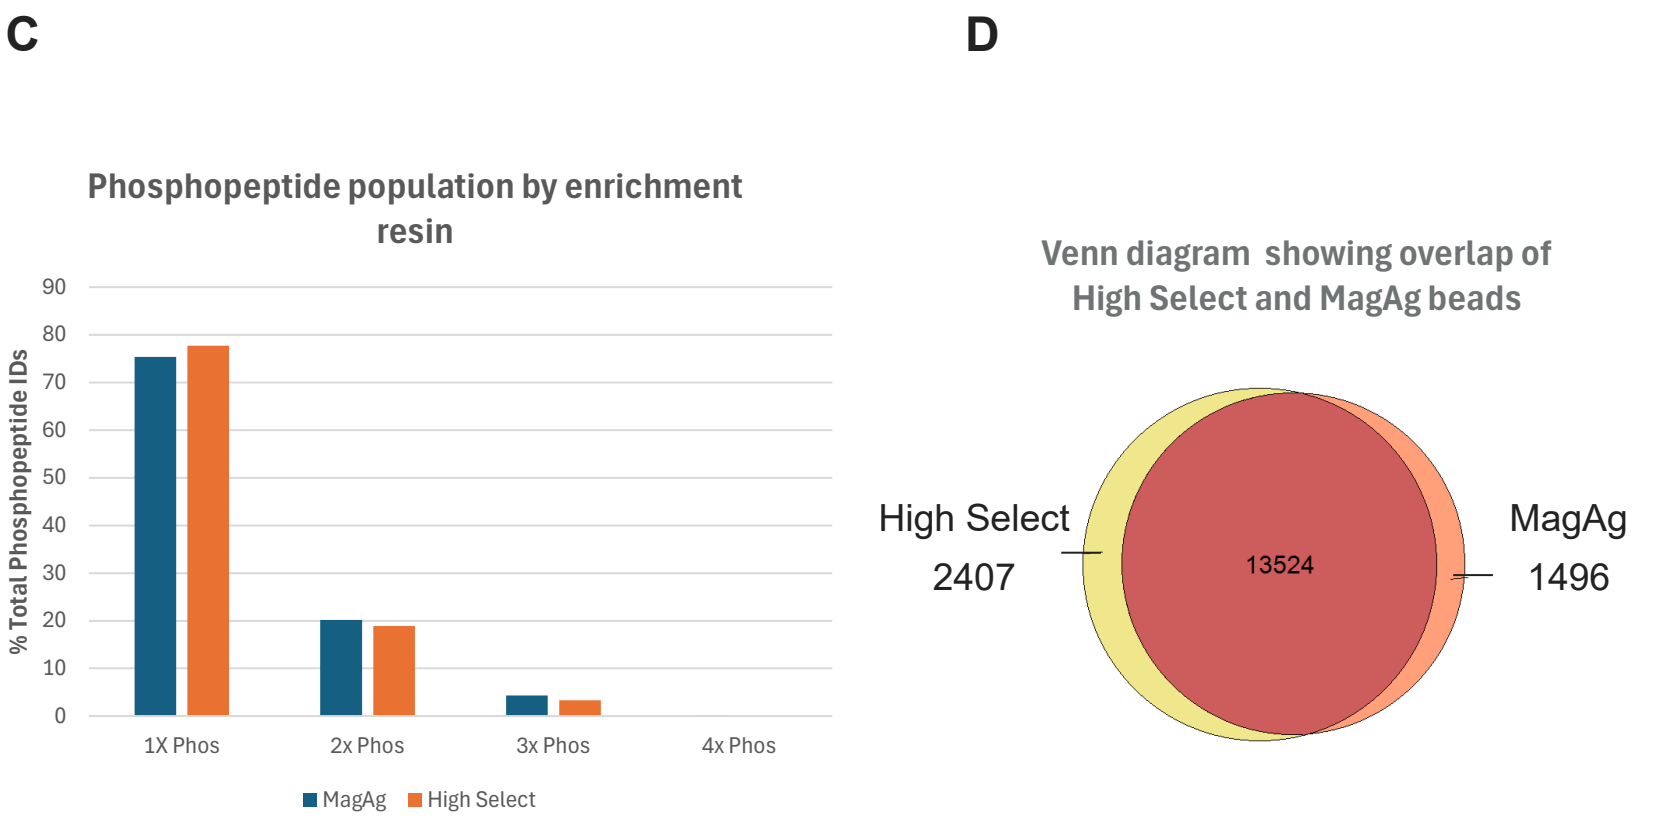 C
Phosphopeptide population by enrichment
resin
% Total Phosphopeptide IDs
90
80
70
60
50
40
30
20
10
0
1X Phos 2x Phos 3x Phos 4x Phos
MagAg High Select
D
Venn diagram showing overlap of
High Select and MagAg beads
High Select
2407
13524
MagAg
1496